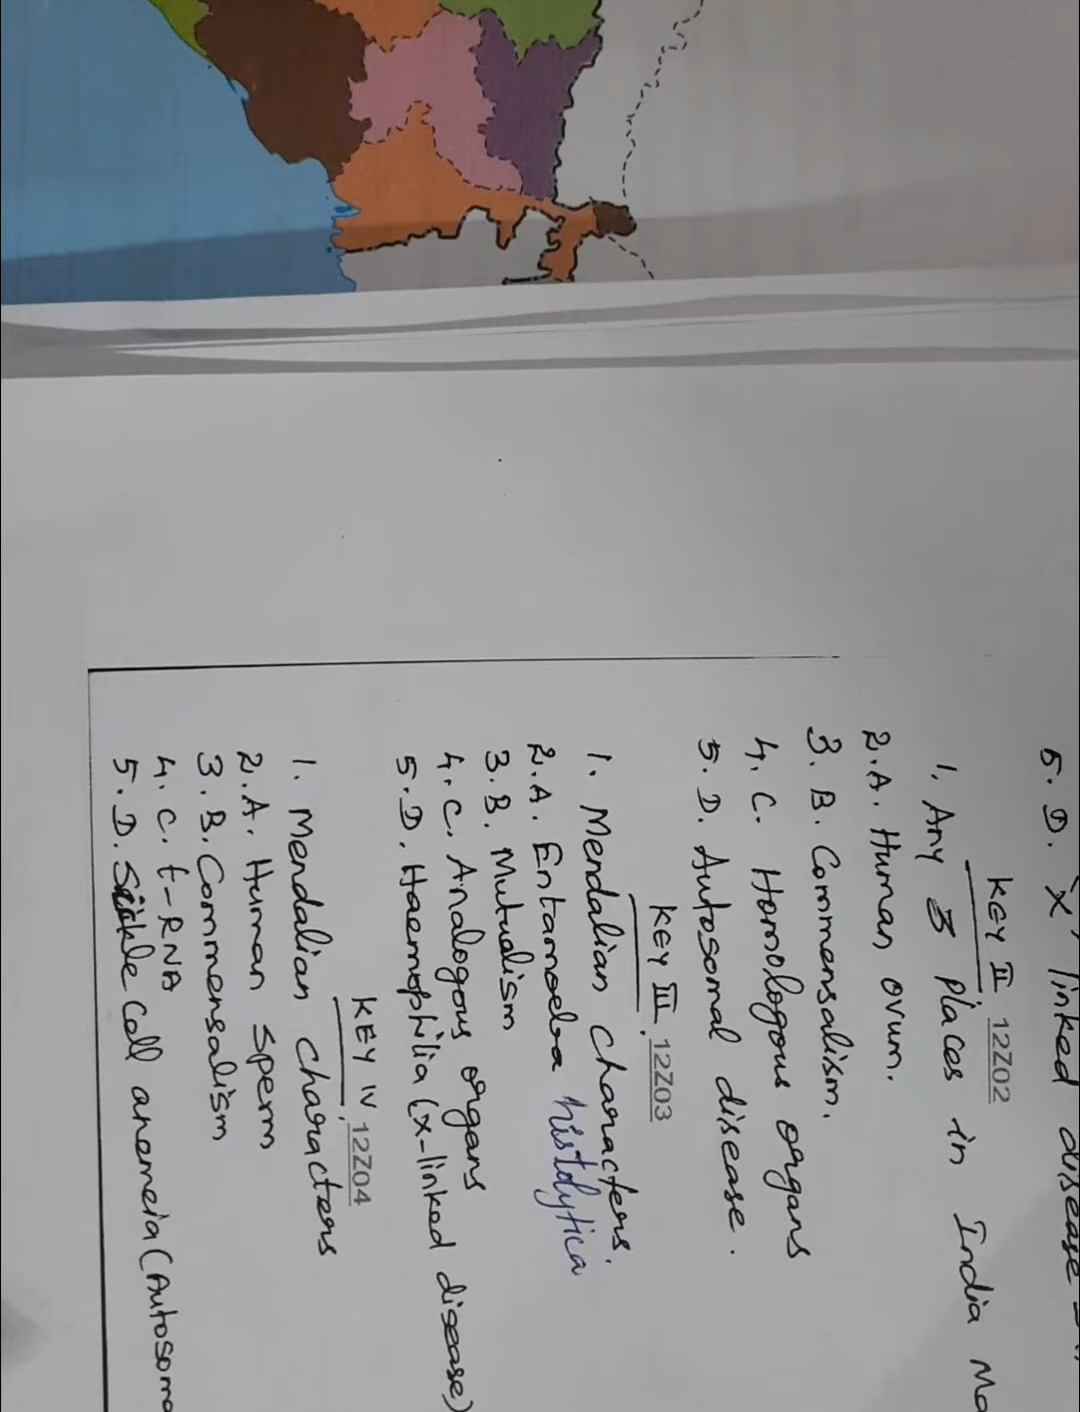 5. D. 'x' linked disease
KEY II, 12Z02
1. Any 3 Places in India
2. A. Human ovum.
3. B. Commensalism.
4. C. Homologous organs
5. D. Autosomal disease.
KEY III, 12Z03
1. Mendalian characters.
2. A. Entamoeba histolytica
3. B. Mutualism
4. C. Analogous organs
5. D. Haemophilia (x-linked disease)
KEY IV, 12Z04
1. Mendalian characters
2. A. Human sperm
3. B. Commensalism
4. C. t-RNA
5. D. Sickle cell anemeia (Autosoma